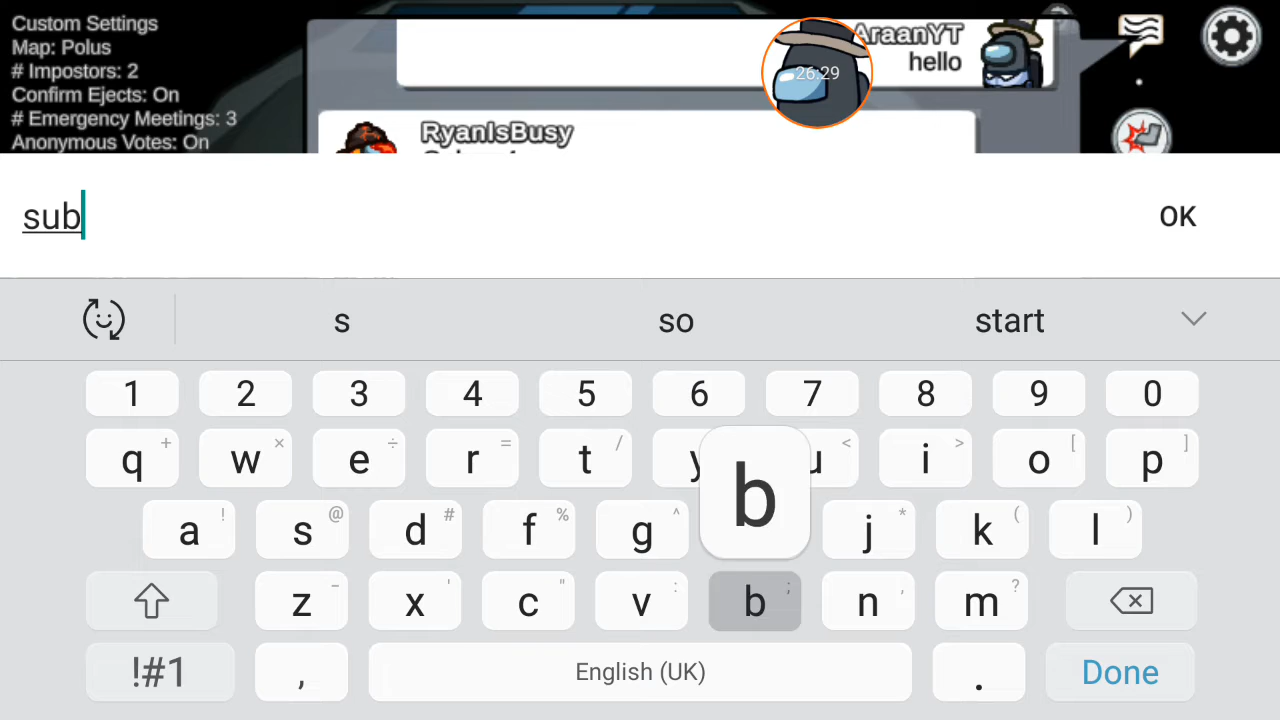 Custom Settings
Map: Polus
# Impostors: 2
Confirm Ejects: On
# Emergency Meetings: 3
Anonymous Votes: On
AraanYT
hello
26:29
RyanIsBusy
sub
OK
s so start
1 2 3 4 5 6 7 8 9 0
q + w × e ÷ r = t / y u < i > o [ p ]
b
a ! s @ d # f % g ^ j * k ( l )
z - x ' c " v : b ; n , m ?
!#1 , English (UK) . Done